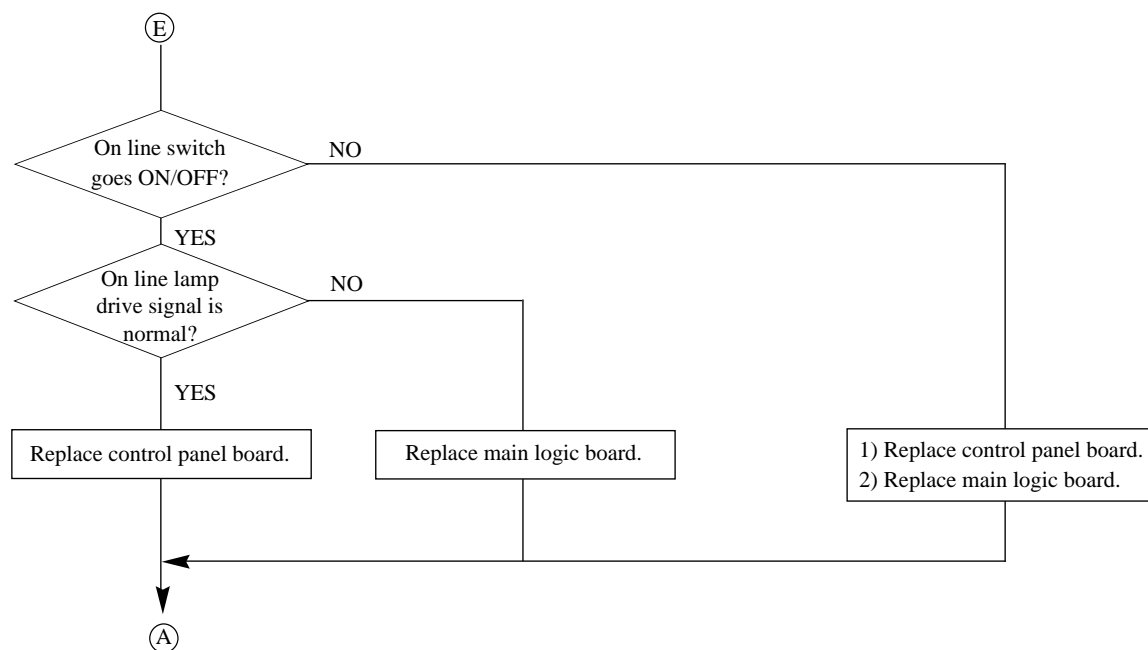 E
On line switch
goes ON/OFF?
NO
YES
On line lamp
drive signal is
normal?
NO
YES
Replace control panel board.
Replace main logic board.
1) Replace control panel board.
2) Replace main logic board.
A